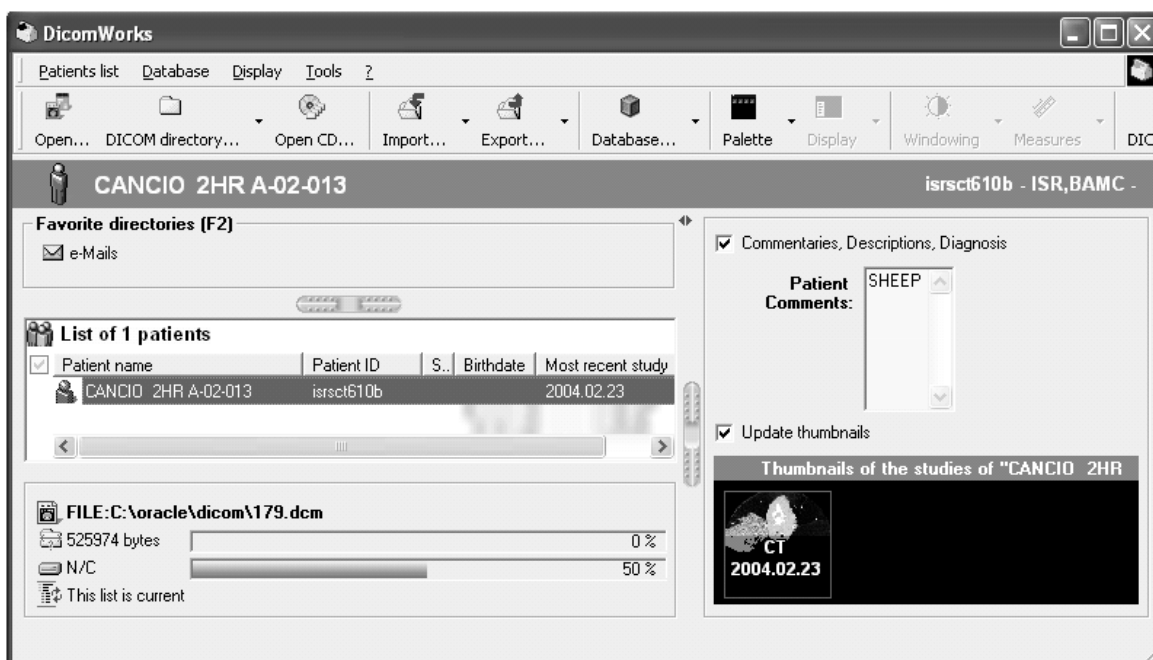 DicomWorks
Patients list Database Display Tools ?
Open... DICOM directory... Open CD... Import... Export... Database... Palette Display Windowing Measures DIC
CANCIO 2HR A-02-013 isrsct610b - ISR,BAMC -
Favorite directories (F2)
e-Mails
List of 1 patients
Patient name Patient ID S.. Birthdate Most recent study
CANCIO 2HR A-02-013 isrsct610b 2004.02.23
FILE:C:\oracle\dicom\179.dcm
525974 bytes 0 %
N/C 50 %
This list is current
Commentaries, Descriptions, Diagnosis
Patient Comments: SHEEP
Update thumbnails
Thumbnails of the studies of "CANCIO 2HR
CT
2004.02.23